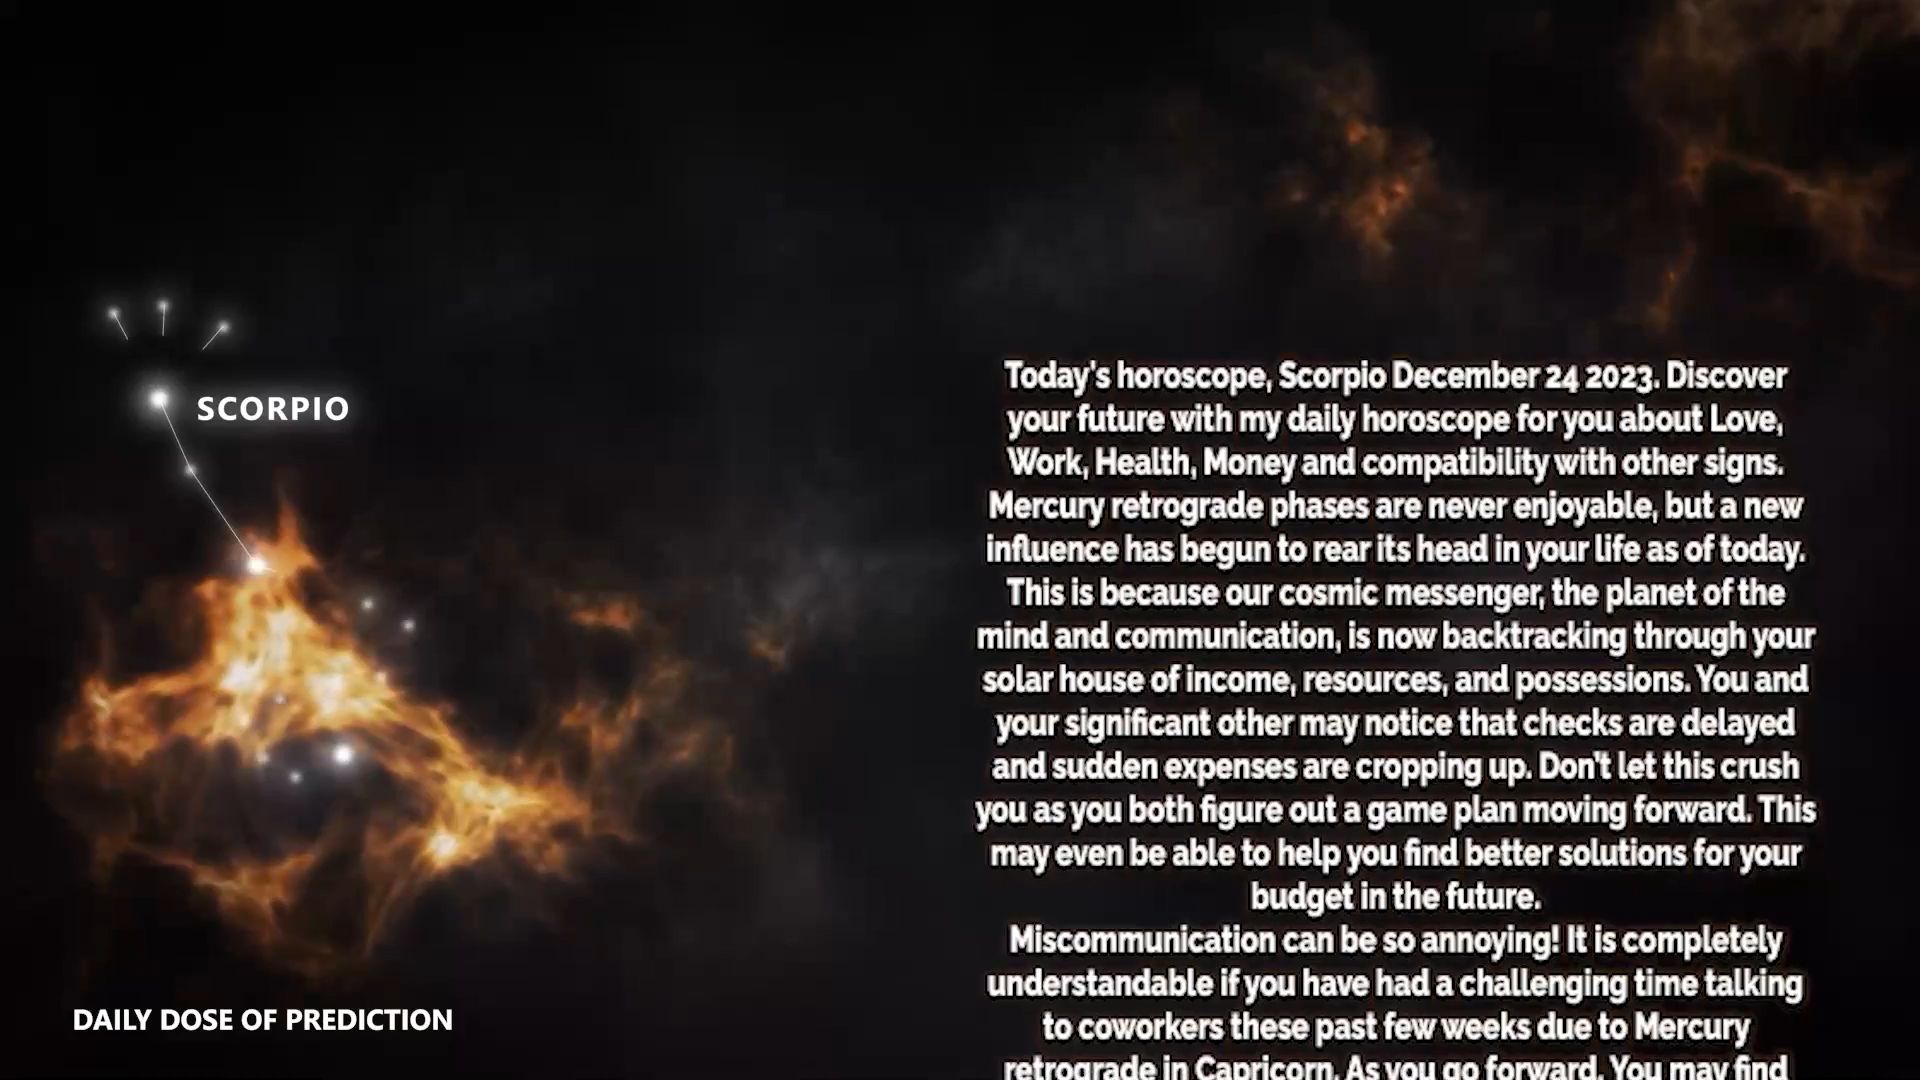 SCORPIO
Today's horoscope, Scorpio December 24 2023. Discover
your future with my daily horoscope for you about Love,
Work, Health, Money and compatibility with other signs.
Mercury retrograde phases are never enjoyable, but a new
influence has begun to rear its head in your life as of today.
This is because our cosmic messenger, the planet of the
mind and communication, is now backtracking through your
solar house of income, resources, and possessions. You and
your significant other may notice that checks are delayed
and sudden expenses are cropping up. Don't let this crush
you as you both figure out a game plan moving forward. This
may even be able to help you find better solutions for your
budget in the future.
Miscommunication can be so annoying! It is completely
understandable if you have had a challenging time talking
to coworkers these past few weeks due to Mercury
retrograde in Capricorn. As you go forward, You may find
DAILY DOSE OF PREDICTION